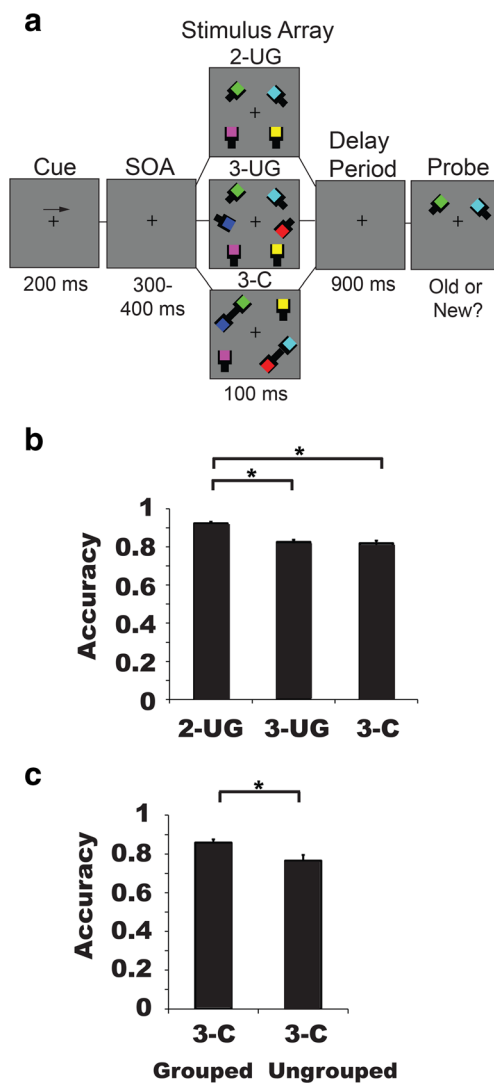 a
Stimulus Array
2-UG
3-UG
3-C
100 ms
Cue
200 ms
SOA
300-
400 ms
Delay
Period
900 ms
Probe
Old or
New?
b
*
*
Accuracy
1
0.8
0.6
0.4
0.2
0
2-UG 3-UG 3-C
c
*
Accuracy
1
0.8
0.6
0.4
0.2
0
3-C 3-C
Grouped Ungrouped